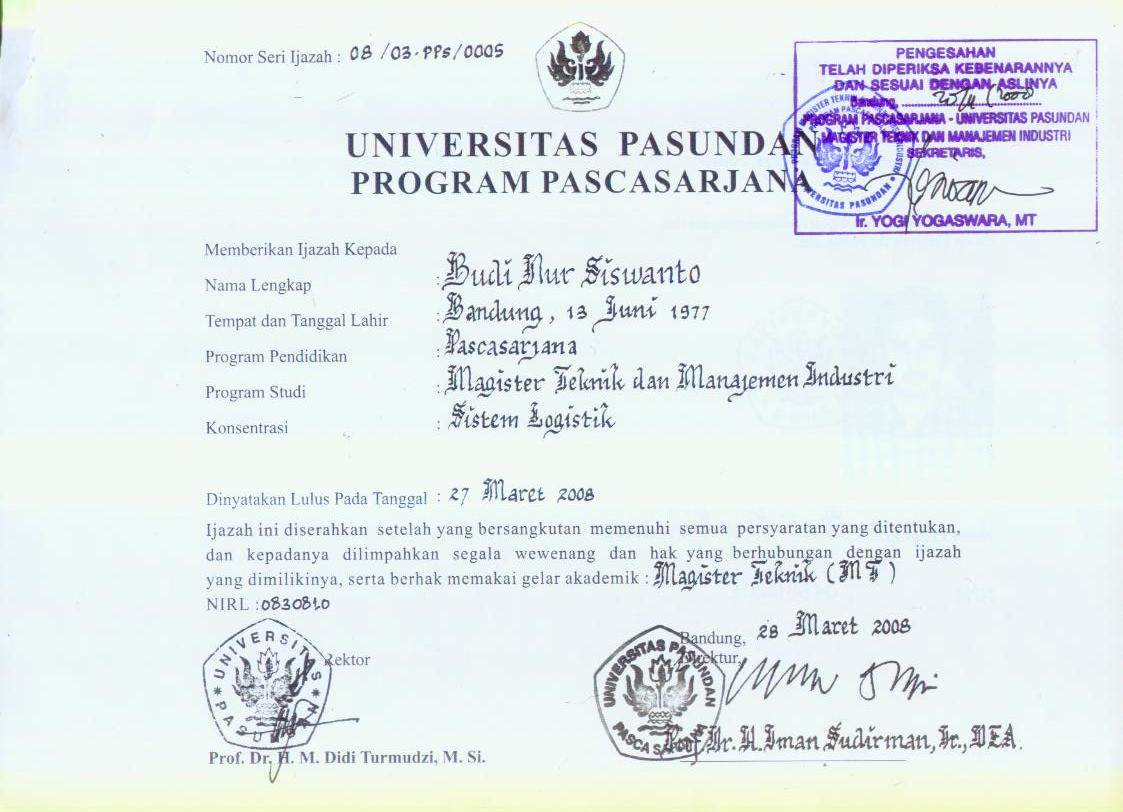 Nomor Seri Ijazah : 08 /03-PPs/0005
PENGESAHAN
TELAH DIPERIKSA KEBENARANNYA
DAN SESUAI DENGAN ASLINYA
Bandung,
PROGRAM PASCASARJANA - UNIVERSITAS PASUNDAN
MAGISTER TEKNIK DAN MANAJEMEN INDUSTRI
SEKRETARIS,
Ir. YOGI YOGASWARA, MT
UNIVERSITAS PASUNDAN
PROGRAM PASCASARJANA
Memberikan Ijazah Kepada
Nama Lengkap : Budi Nur Siswanto
Tempat dan Tanggal Lahir : Bandung, 13 Juni 1977
Program Pendidikan : Pascasarjana
Program Studi : Magister Teknik dan Manajemen Industri
Konsentrasi : Sistem Logistik
Dinyatakan Lulus Pada Tanggal : 27 Maret 2008
Ijazah ini diserahkan setelah yang bersangkutan memenuhi semua persyaratan yang ditentukan,
dan kepadanya dilimpahkan segala wewenang dan hak yang berhubungan dengan ijazah
yang dimilikinya, serta berhak memakai gelar akademik : Magister Teknik (MT)
NIRL :0830810
Bandung, 28 Maret 2008
Rektor
Direktur,
UNIVERSITAS PASUNDAN
UNIVERSITAS PASUNDAN
PASCA SARJANA
Prof. Dr. H. M. Didi Turmudzi, M. Si.
Prof. Dr. H. Iman Sudirman, Ir., DEA.